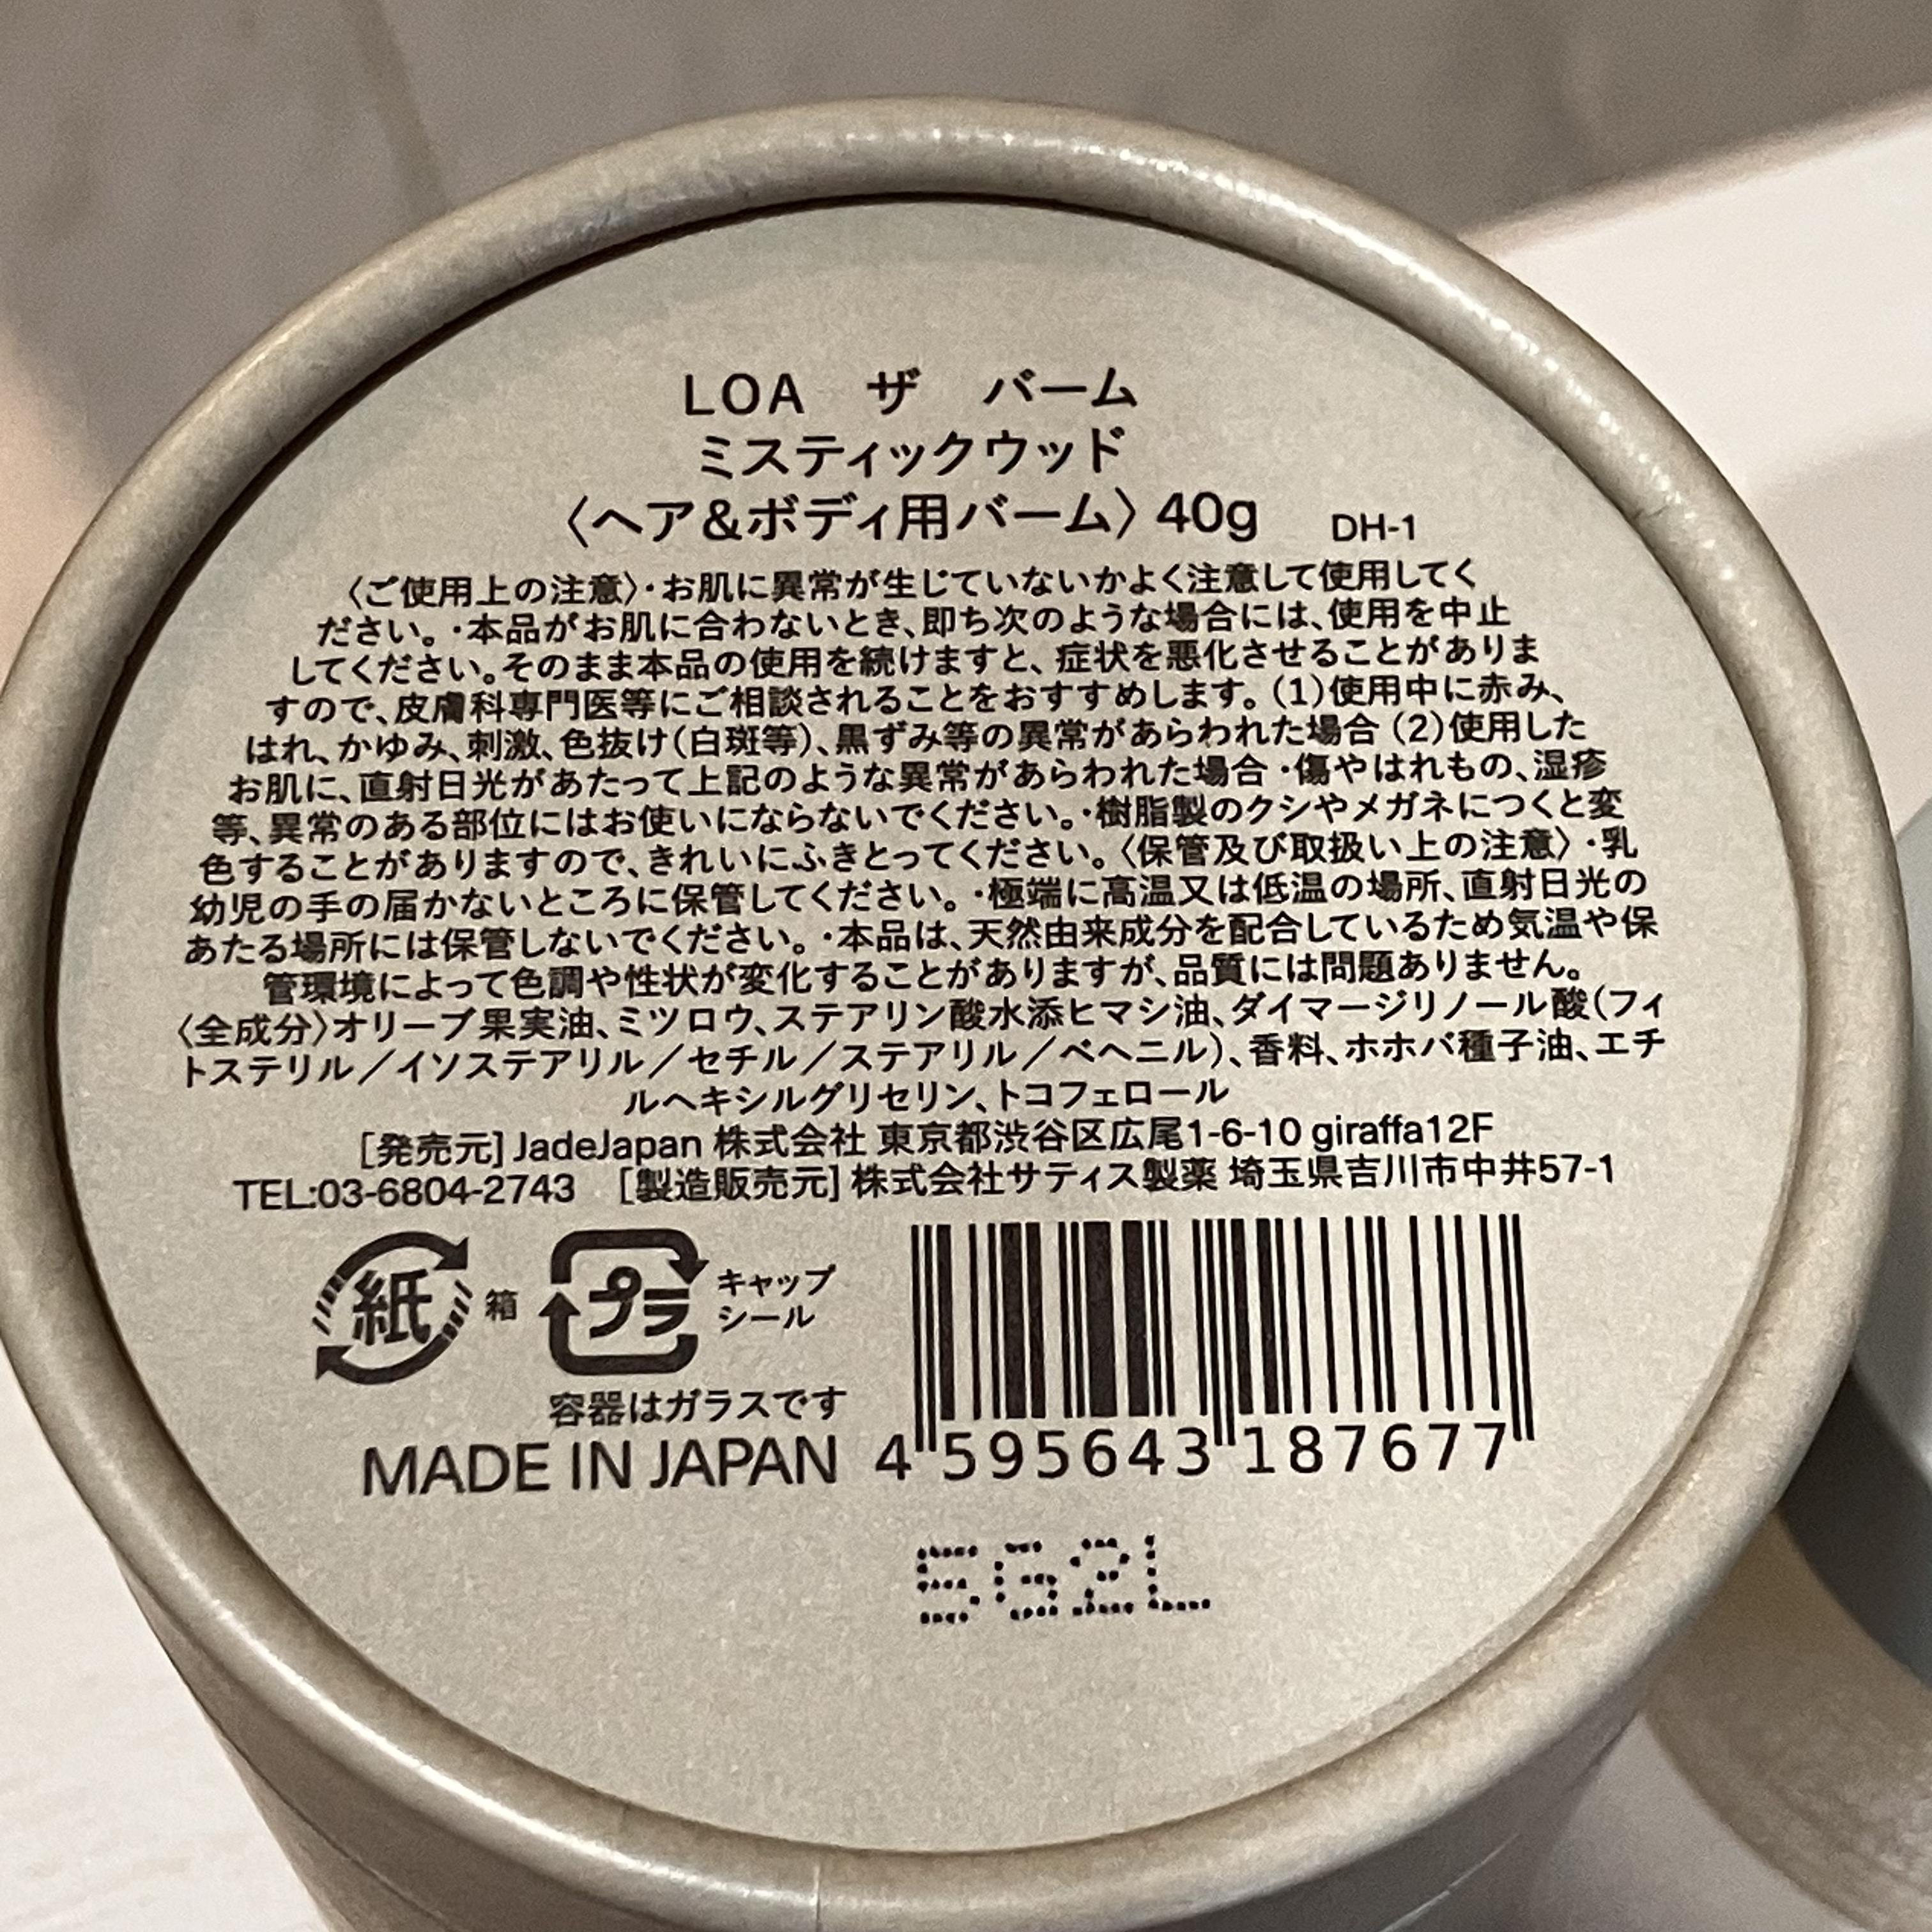 LOA　ザ　バーム
ミスティックウッド
〈ヘア&ボディ用バーム〉40g　DH-1
〈ご使用上の注意〉・お肌に異常が生じていないかよく注意して使用してく
ださい。・本品がお肌に合わないとき、即ち次のような場合には、使用を中止
してください。そのまま本品の使用を続けますと、症状を悪化させることがありま
すので、皮膚科専門医等にご相談されることをおすすめします。(1)使用中に赤み、
はれ、かゆみ、刺激、色抜け(白斑等)、黒ずみ等の異常があらわれた場合 (2)使用した
お肌に、直射日光があたって上記のような異常があらわれた場合 ・傷やはれもの、湿疹
等、異常のある部位にはお使いにならないでください。・樹脂製のクシやメガネにつくと変
色することがありますので、きれいにふきとってください。〈保管及び取扱い上の注意〉・乳
幼児の手の届かないところに保管してください。・極端に高温又は低温の場所、直射日光の
あたる場所には保管しないでください。・本品は、天然由来成分を配合しているため気温や保
管環境によって色調や性状が変化することがありますが、品質には問題ありません。
〈全成分〉オリーブ果実油、ミツロウ、ステアリン酸水添ヒマシ油、ダイマージリノール酸(フィ
トステリル/イソステアリル/セチル/ステアリル/ベヘニル)、香料、ホホバ種子油、エチ
ルヘキシルグリセリン、トコフェロール
[発売元] JadeJapan 株式会社 東京都渋谷区広尾1-6-10 giraffa12F
TEL:03-6804-2743　[製造販売元] 株式会社サティス製薬 埼玉県吉川市中井57-1
紙 箱 プラ キャップ
シール
容器はガラスです
MADE IN JAPAN 4 595643 187677
5G2L